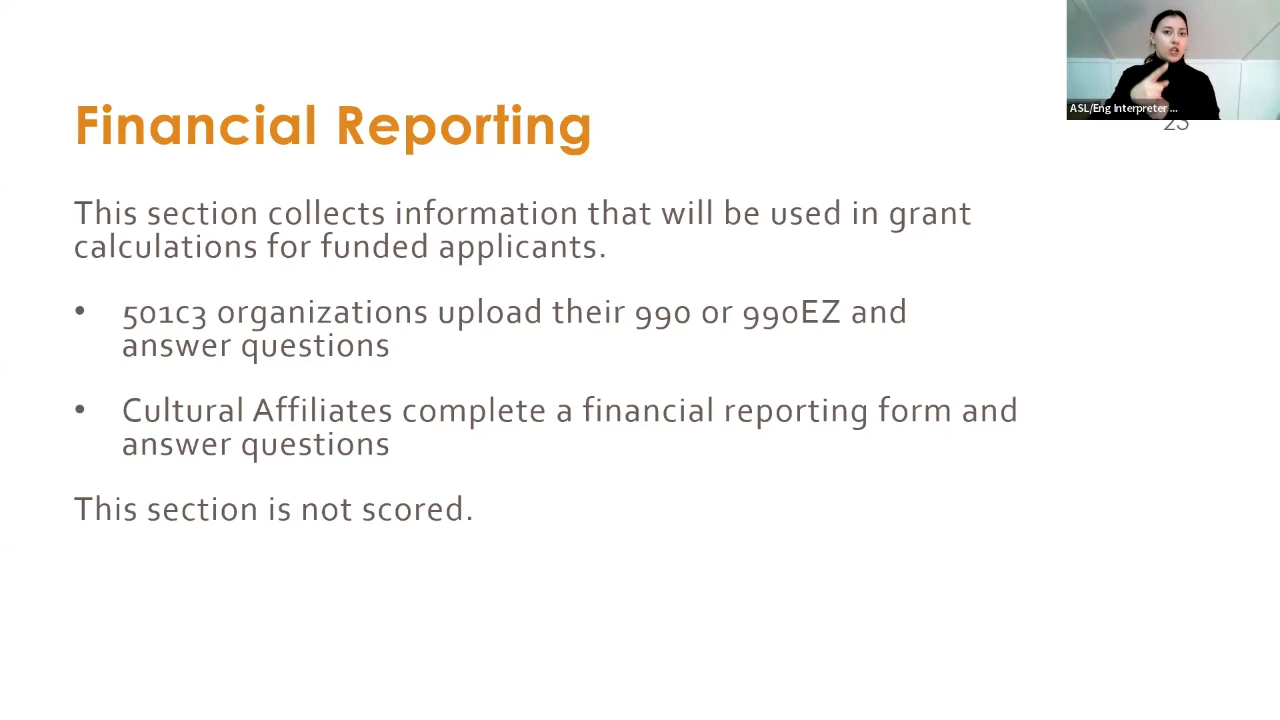 Financial Reporting
ASL/Eng Interpreter ...
This section collects information that will be used in grant
calculations for funded applicants.
• 501c3 organizations upload their 990 or 990EZ and
answer questions
• Cultural Affiliates complete a financial reporting form and
answer questions
This section is not scored.